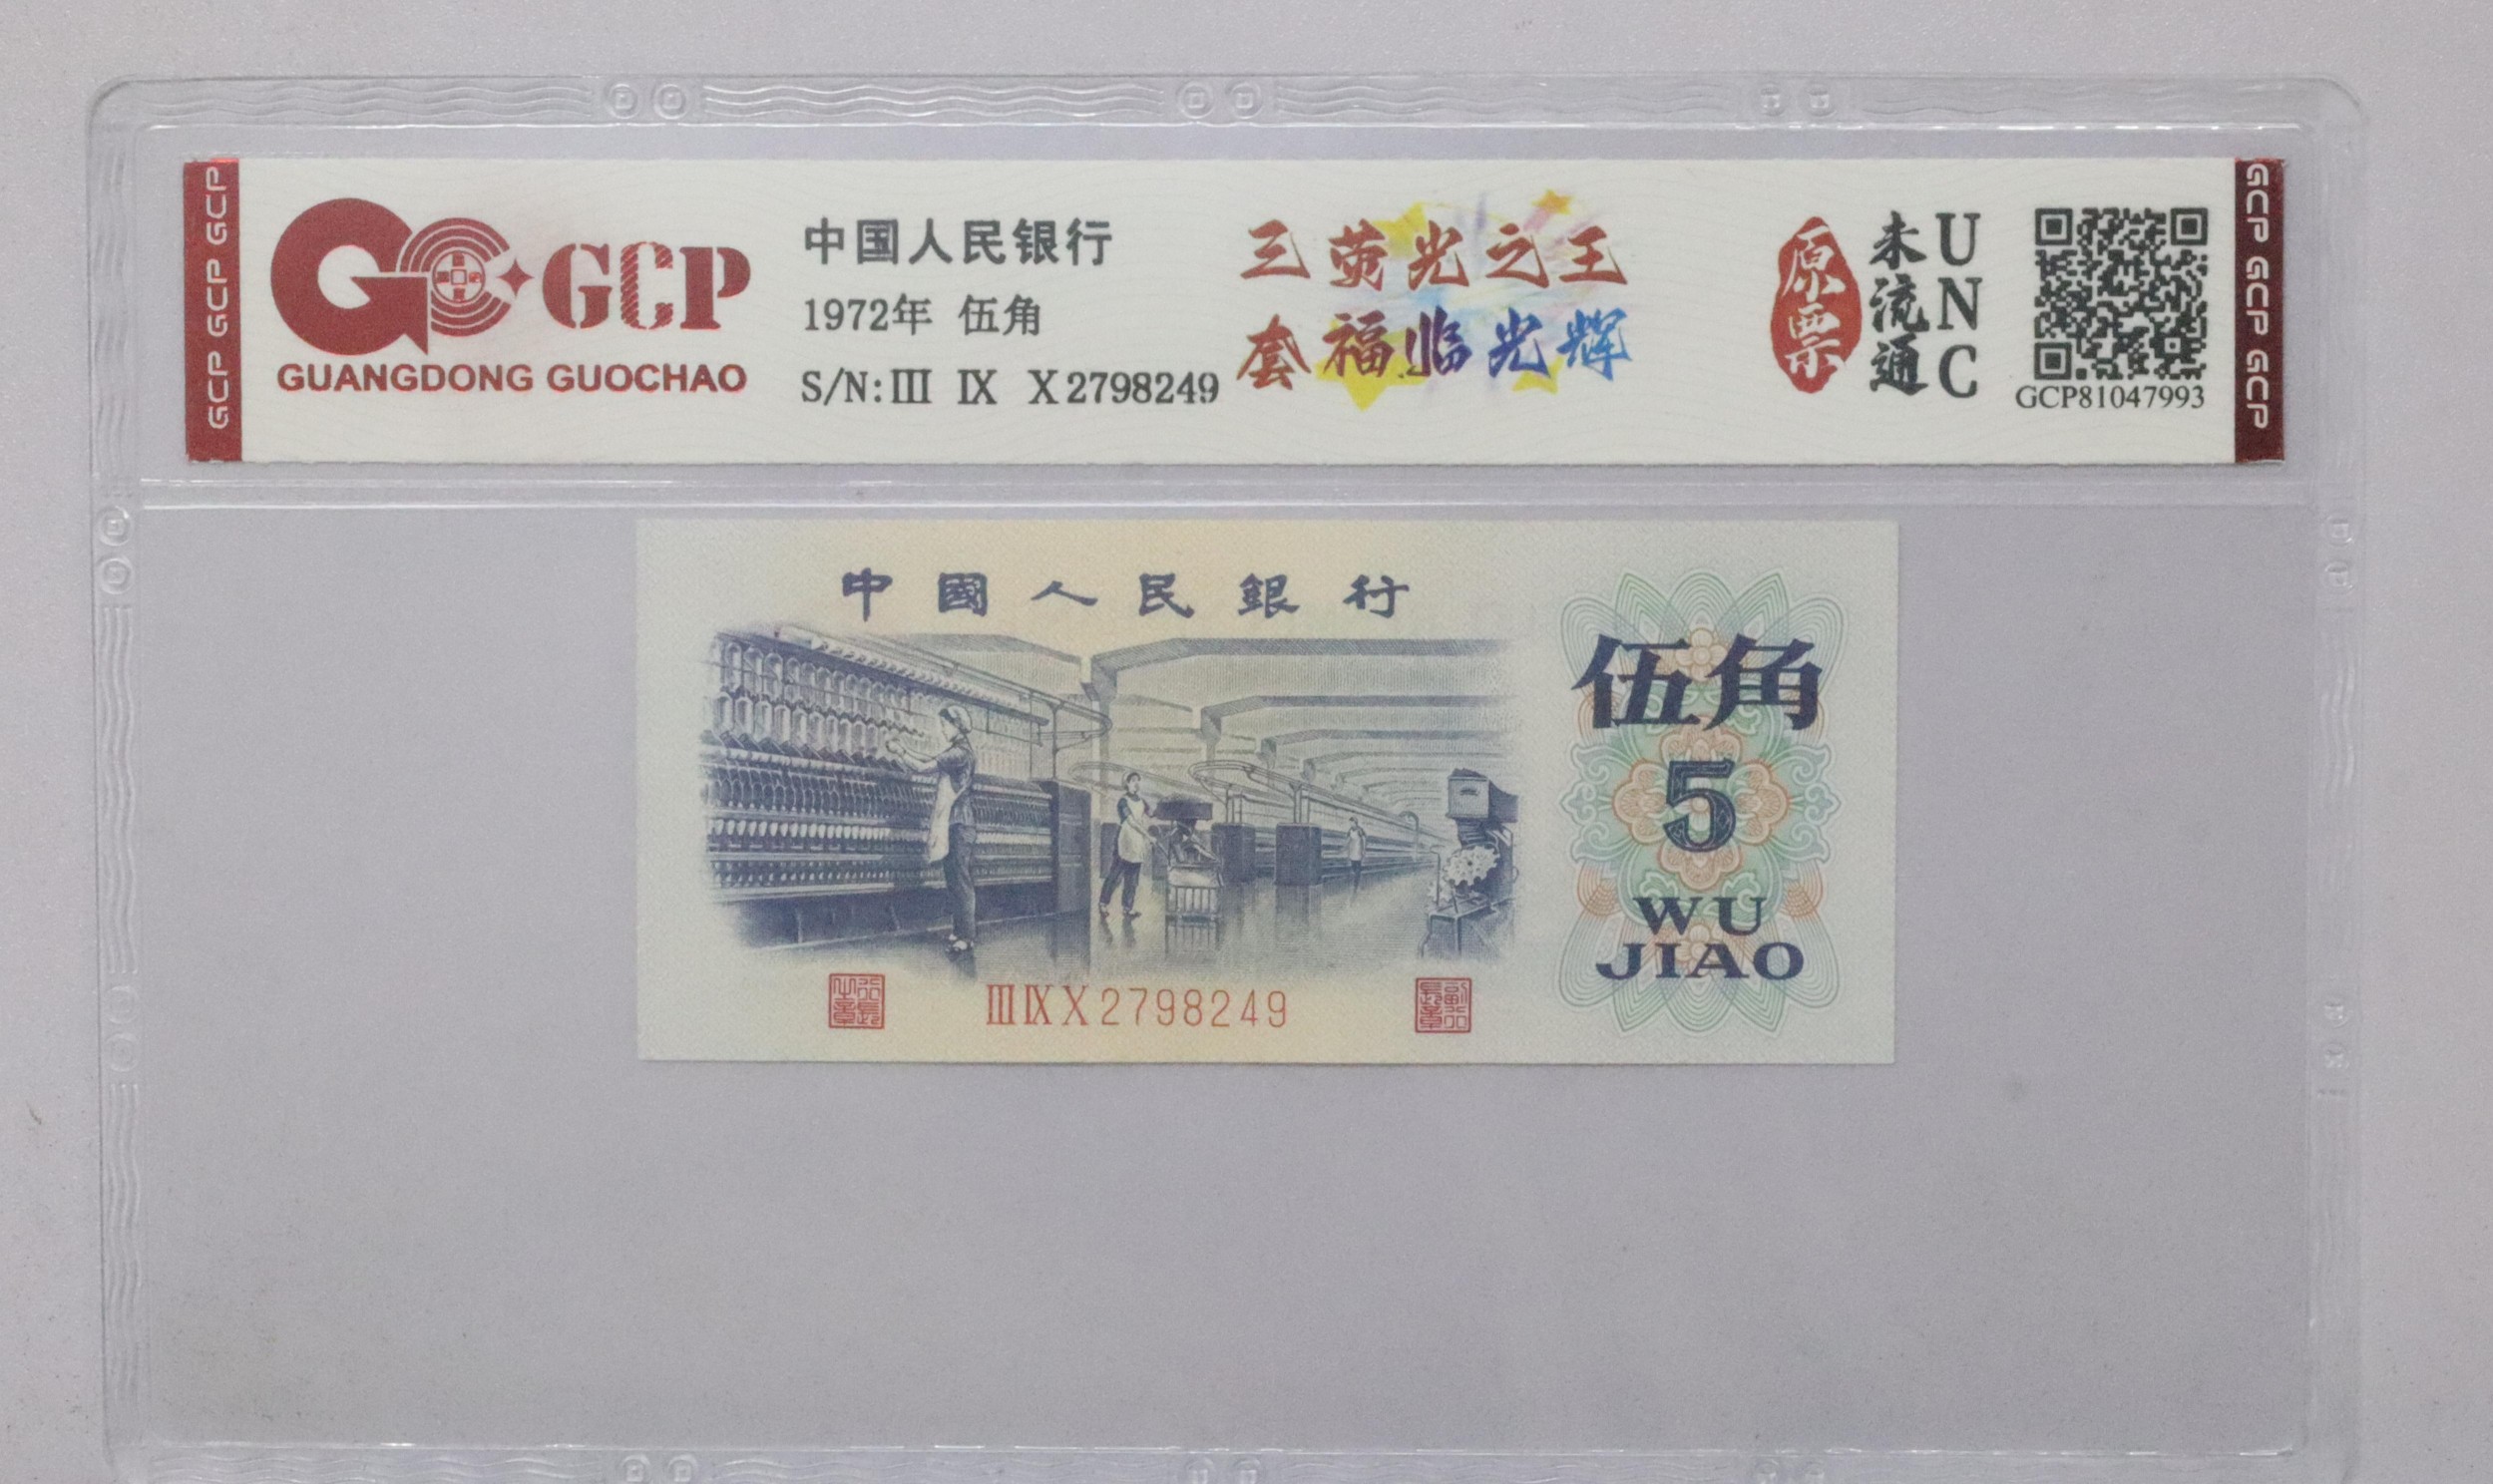 GCP GCP GCP
GCP
GUANGDONG GUOCHAO
中国人民银行
1972年 伍角
S/N:Ⅲ Ⅸ Ⅹ2798249
三荧光之王
套福临光辉
原票
未流通
UNC
GCP81047993
GCP GCP GCP
中國人民銀行
伍角
5
WU
JIAO
ⅢⅨⅩ2798249